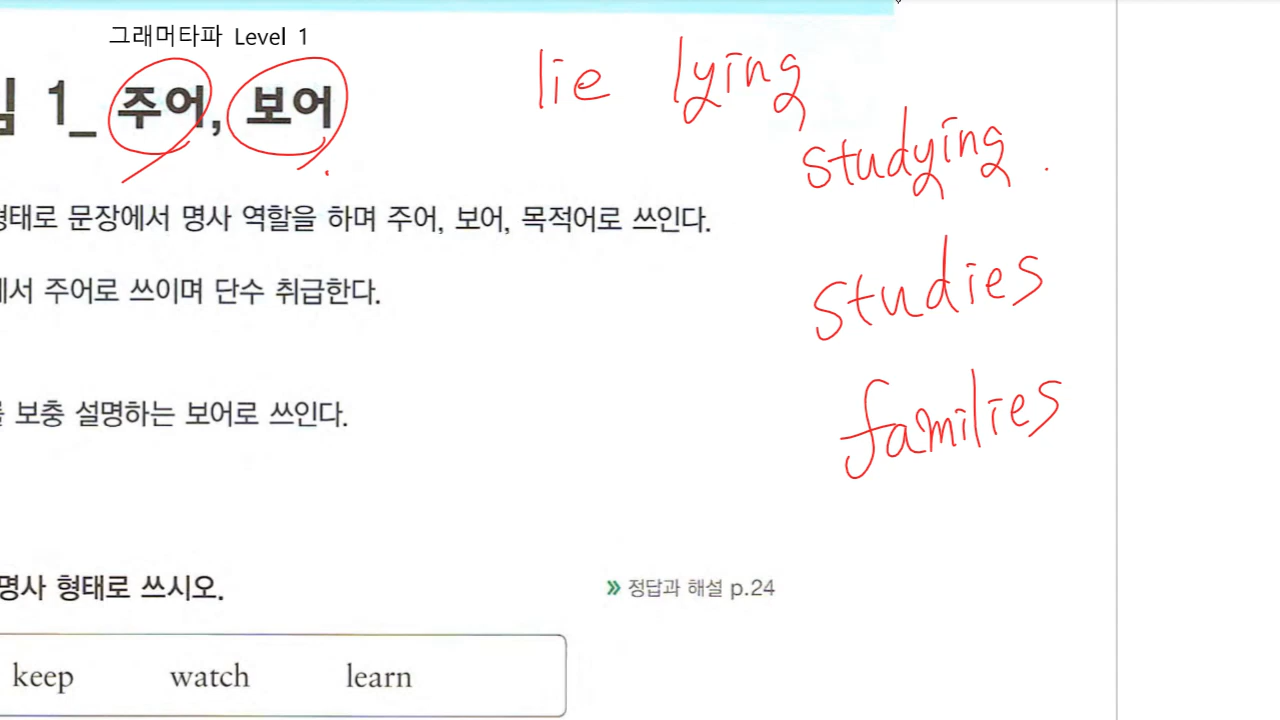 그래머타파 Level 1
1_ 주어, 보어
lie lying
studying.
형태로 문장에서 명사 역할을 하며 주어, 보어, 목적어로 쓰인다.
에서 주어로 쓰이며 단수 취급한다.
studies
families
보충 설명하는 보어로 쓰인다.
명사 형태로 쓰시오.
» 정답과 해설 p.24
keep watch learn